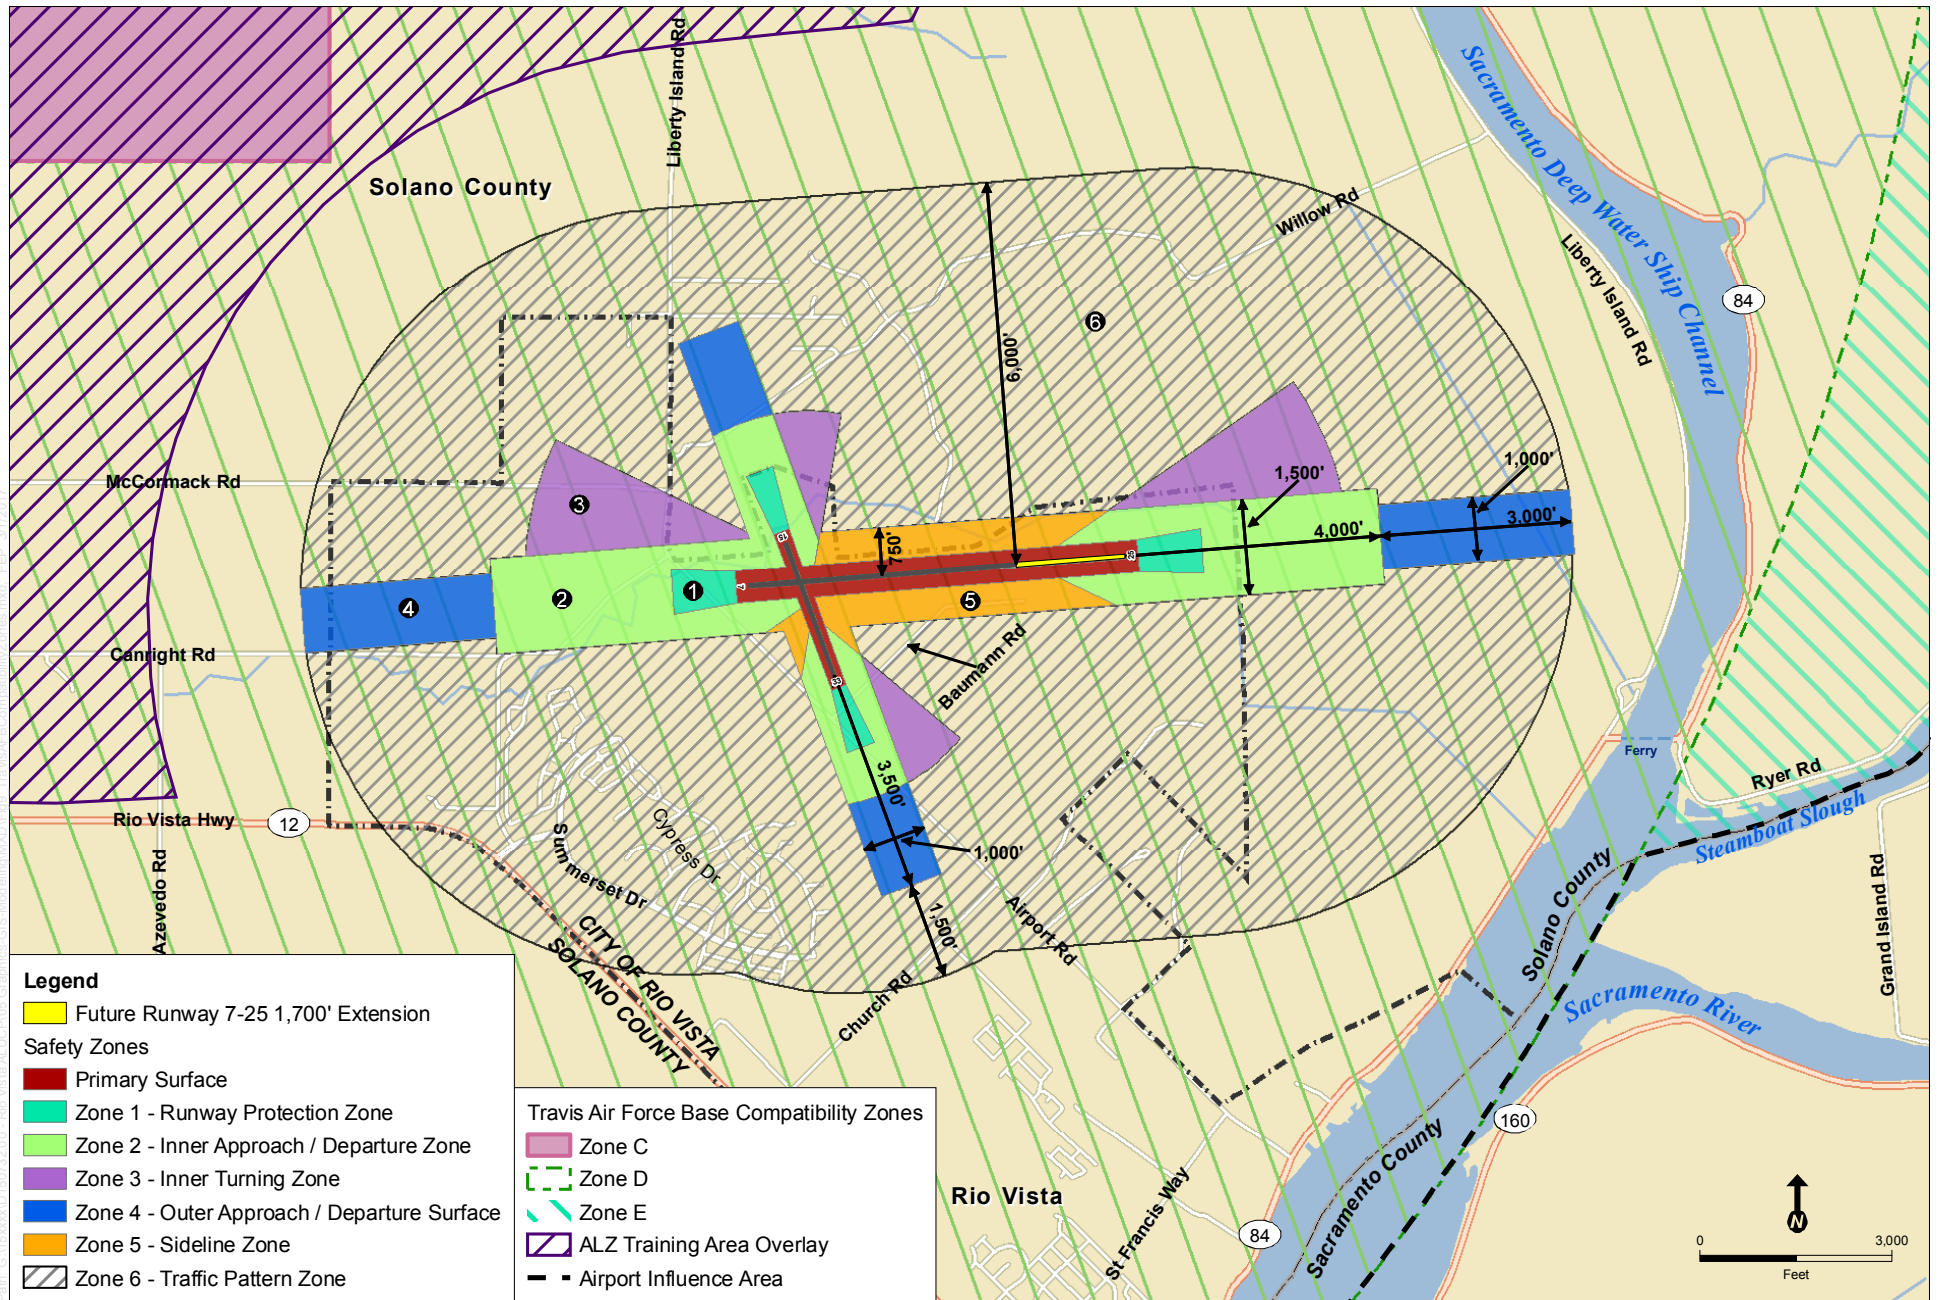 Solano County
Liberty Island Rd
Willow Rd
Sacramento Deep Water Ship Channel
Liberty Island Rd
84
6
6,000'
McCormack Rd
3
15
1,500'
1,000'
3,000'
4,000'
750'
25
7
1
2
4
5
Canright Rd
Baumann Rd
33
Ferry
Ryer Rd
Steamboat Slough
3,500'
Rio Vista Hwy
12
Summerset Dr
Cypress Dr
1,000'
Azevedo Rd
1,500'
Airport Rd
Church Rd
CITY OF RIO VISTA
SOLANO COUNTY
Solano County
Sacramento County
Sacramento River
Grand Island Rd
160
Rio Vista
St Francis Way
84
N
0 3,000
Feet
Legend
Future Runway 7-25 1,700' Extension
Safety Zones
Primary Surface
Zone 1 - Runway Protection Zone
Zone 2 - Inner Approach / Departure Zone
Zone 3 - Inner Turning Zone
Zone 4 - Outer Approach / Departure Surface
Zone 5 - Sideline Zone
Zone 6 - Traffic Pattern Zone
Travis Air Force Base Compatibility Zones
Zone C
Zone D
Zone E
ALZ Training Area Overlay
Airport Influence Area